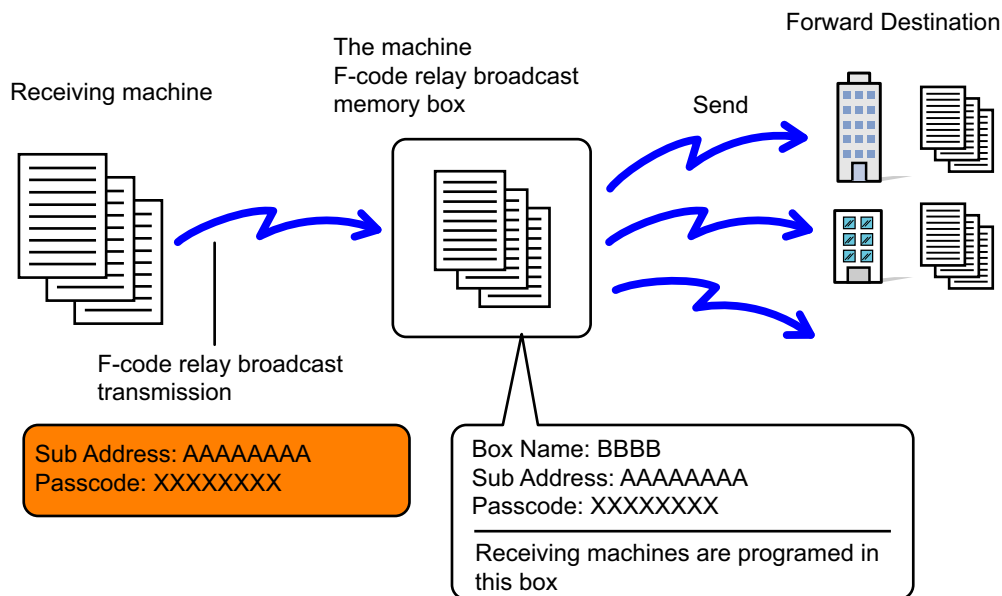 Forward Destination
The machine
F-code relay broadcast
memory box
Receiving machine
Send
F-code relay broadcast
transmission
Sub Address: AAAAAAAA
Passcode: XXXXXXXX
Box Name: BBBB
Sub Address: AAAAAAAA
Passcode: XXXXXXXX
Receiving machines are programed in
this box